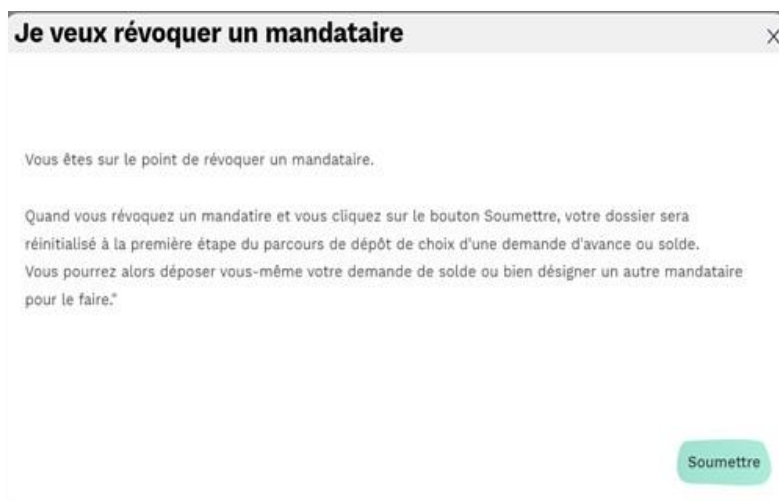 Je veux révoquer un mandataire
Vous êtes sur le point de révoquer un mandataire.
Quand vous révoquez un mandatire et vous cliquez sur le bouton Soumettre, votre dossier sera
réinitialisé à la première étape du parcours de dépôt de choix d'une demande d'avance ou solde.
Vous pourrez alors déposer vous-même votre demande de solde ou bien désigner un autre mandataire
pour le faire."
Soumettre